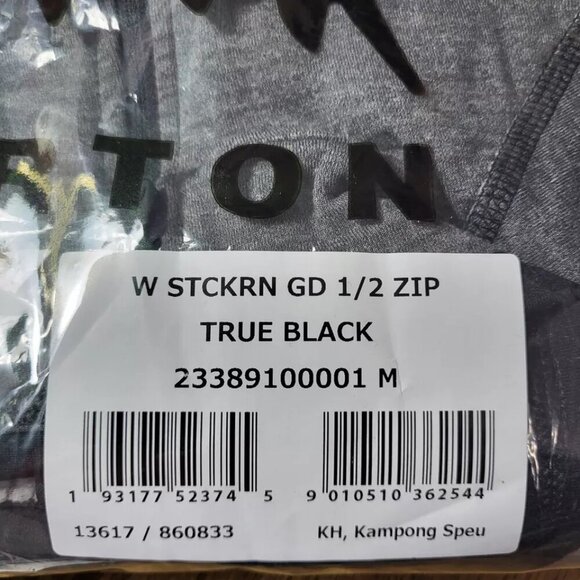 TTON
W STCKRN GD 1/2 ZIP
TRUE BLACK
23389100001 M
1 93177 52374 5
9 010510 362544
13617 / 860833
KH, Kampong Speu